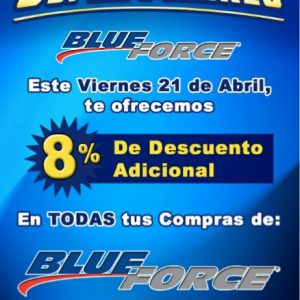 BLUE FORCE®
Este Viernes 21 de Abril,
te ofrecemos
8% De Descuento
Adicional
En TODAS tus Compras de:
BLUE FORCE®